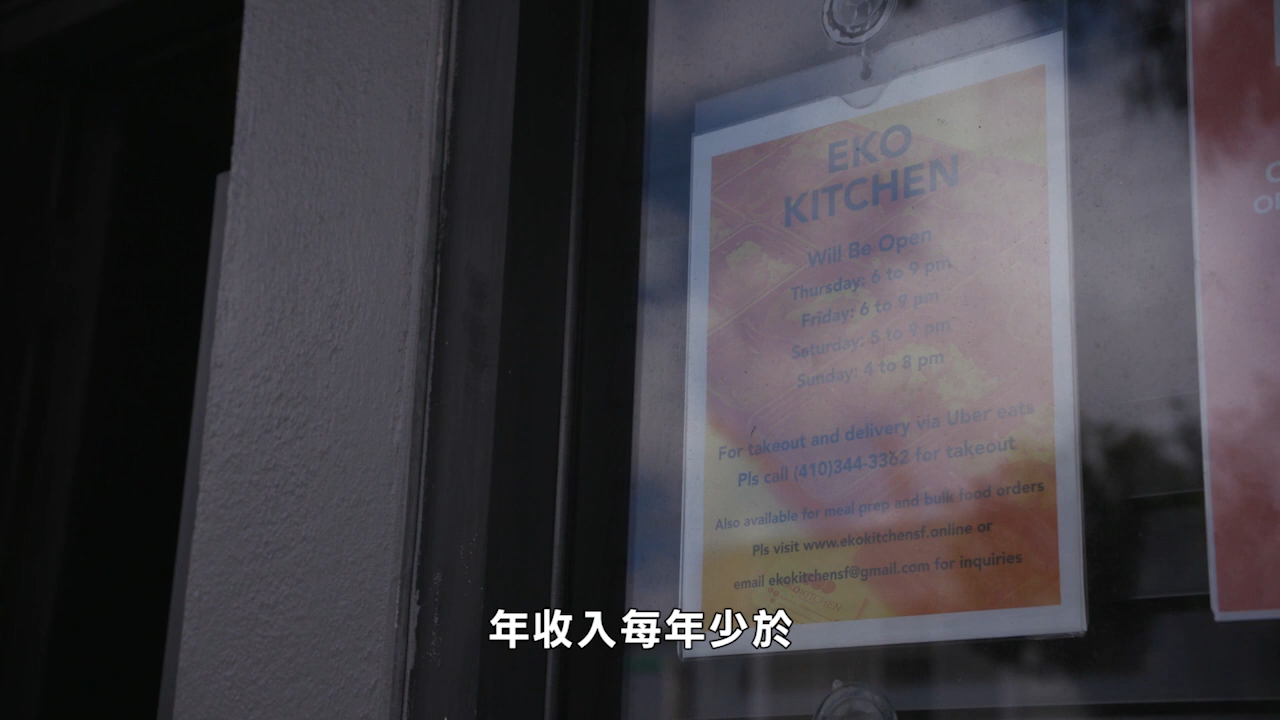 EKO
KITCHEN
Will Be Open
Thursday: 6 to 9 pm
Friday: 6 to 9 pm
Saturday: 5 to 9 pm
Sunday: 4 to 8 pm
For takeout and delivery via Uber eats
Pls call (410)344-3362 for takeout
Also available for meal prep and bulk food orders
Pls visit www.ekokitchensf.online or
email ekokitchensf@gmail.com for inquiries
年收入每年少於